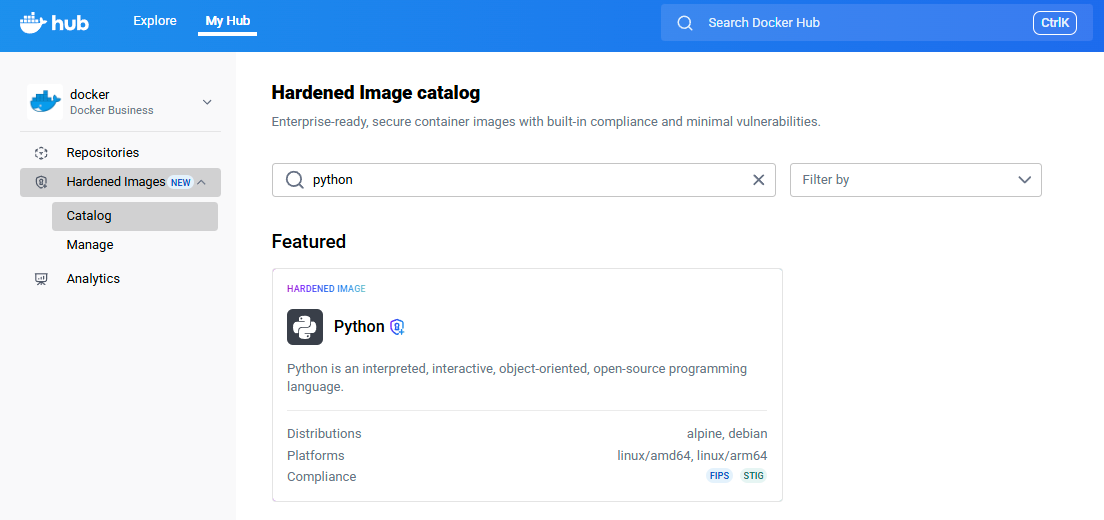 hub
Explore
My Hub
Search Docker Hub
CtrlK
docker
Docker Business
Repositories
Hardened Images NEW
Catalog
Manage
Analytics
Hardened Image catalog
Enterprise-ready, secure container images with built-in compliance and minimal vulnerabilities.
python
Filter by
Featured
HARDENED IMAGE
Python
Python is an interpreted, interactive, object-oriented, open-source programming
language.
Distributions alpine, debian
Platforms linux/amd64, linux/arm64
Compliance FIPS STIG